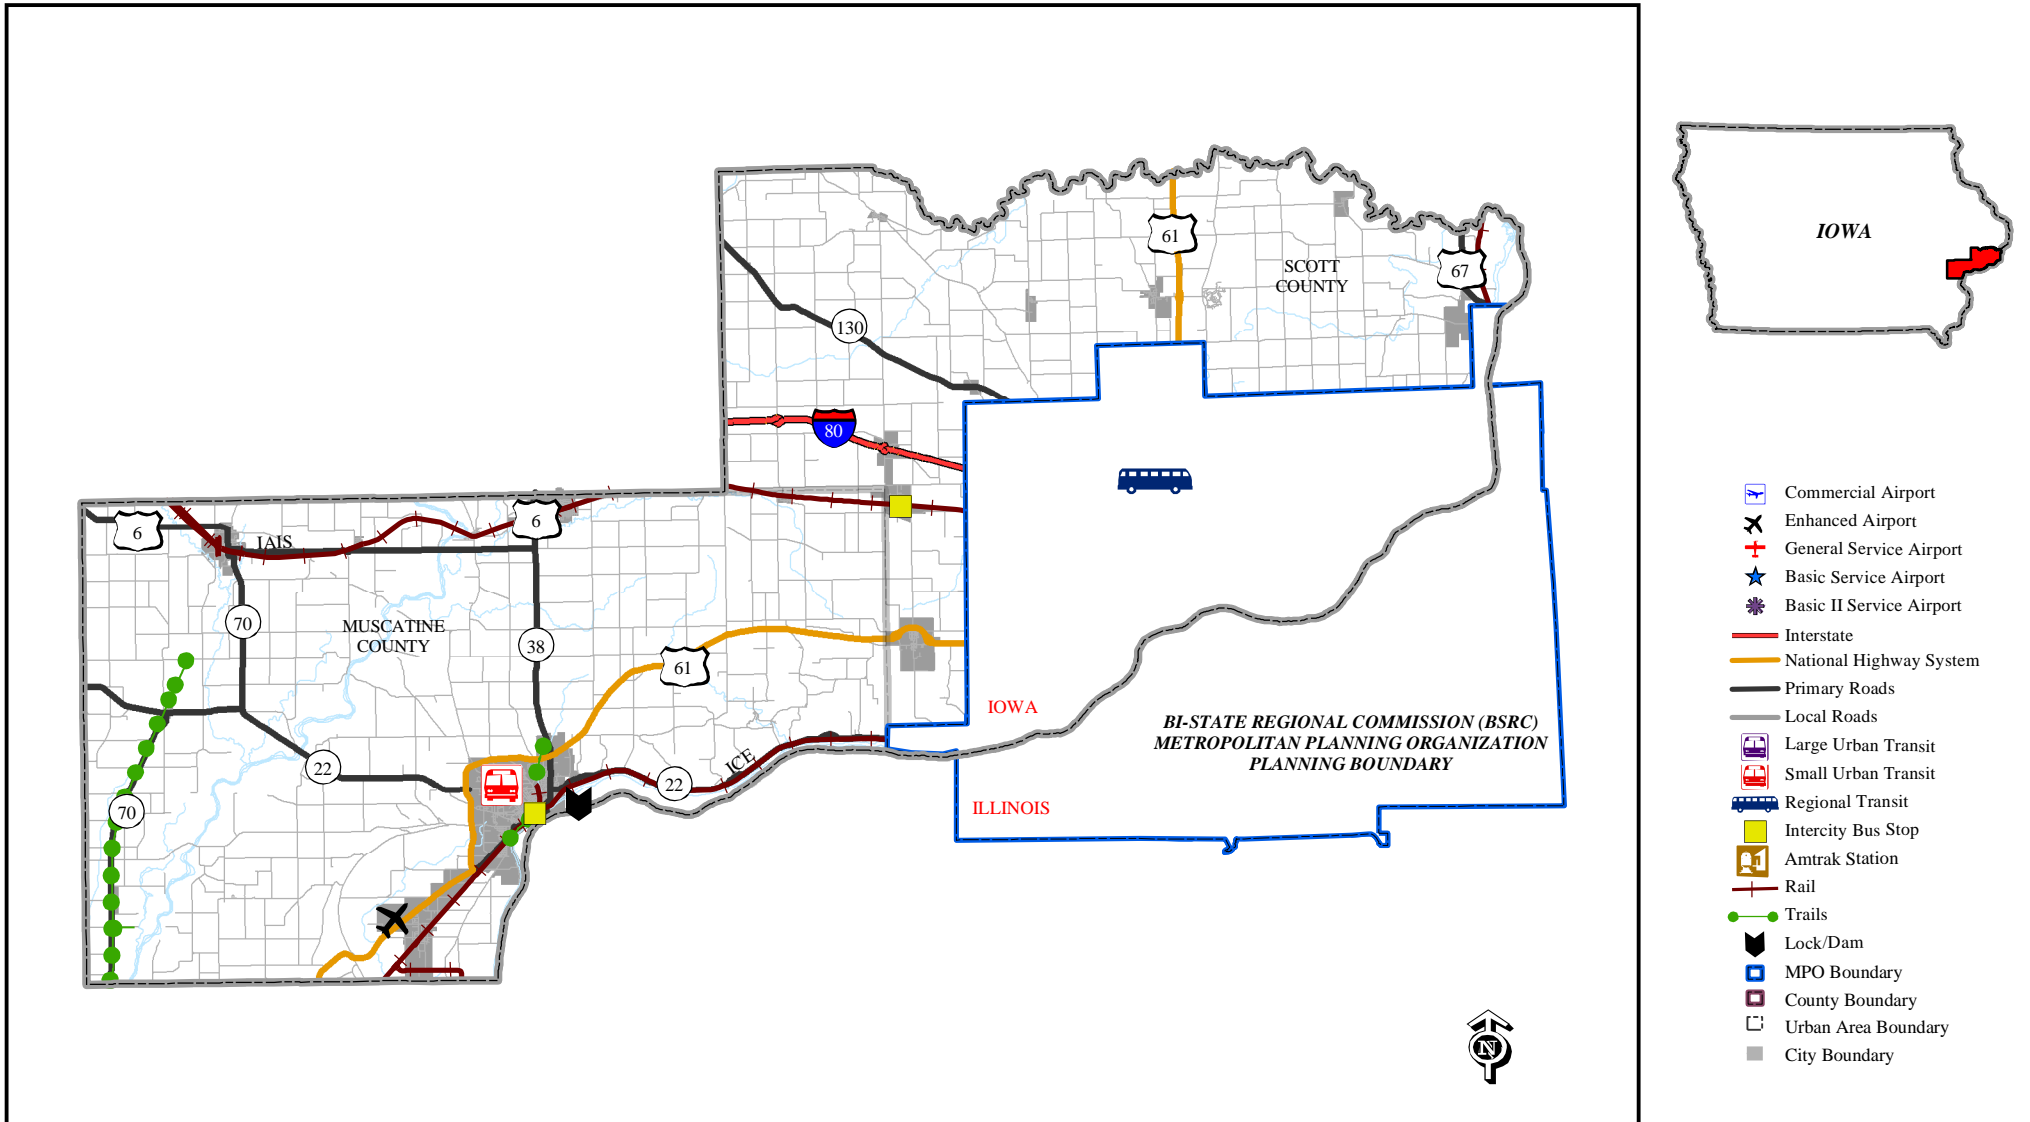 61
67
SCOTT
COUNTY
130
80
6
6
IAIS
70
MUSCATINE
COUNTY
38
61
22
ICE
22
70
IOWA
ILLINOIS
BI-STATE REGIONAL COMMISSION (BSRC)
METROPOLITAN PLANNING ORGANIZATION
PLANNING BOUNDARY
N
IOWA
Commercial Airport
Enhanced Airport
General Service Airport
Basic Service Airport
Basic II Service Airport
Interstate
National Highway System
Primary Roads
Local Roads
Large Urban Transit
Small Urban Transit
Regional Transit
Intercity Bus Stop
Amtrak Station
Rail
Trails
Lock/Dam
MPO Boundary
County Boundary
Urban Area Boundary
City Boundary